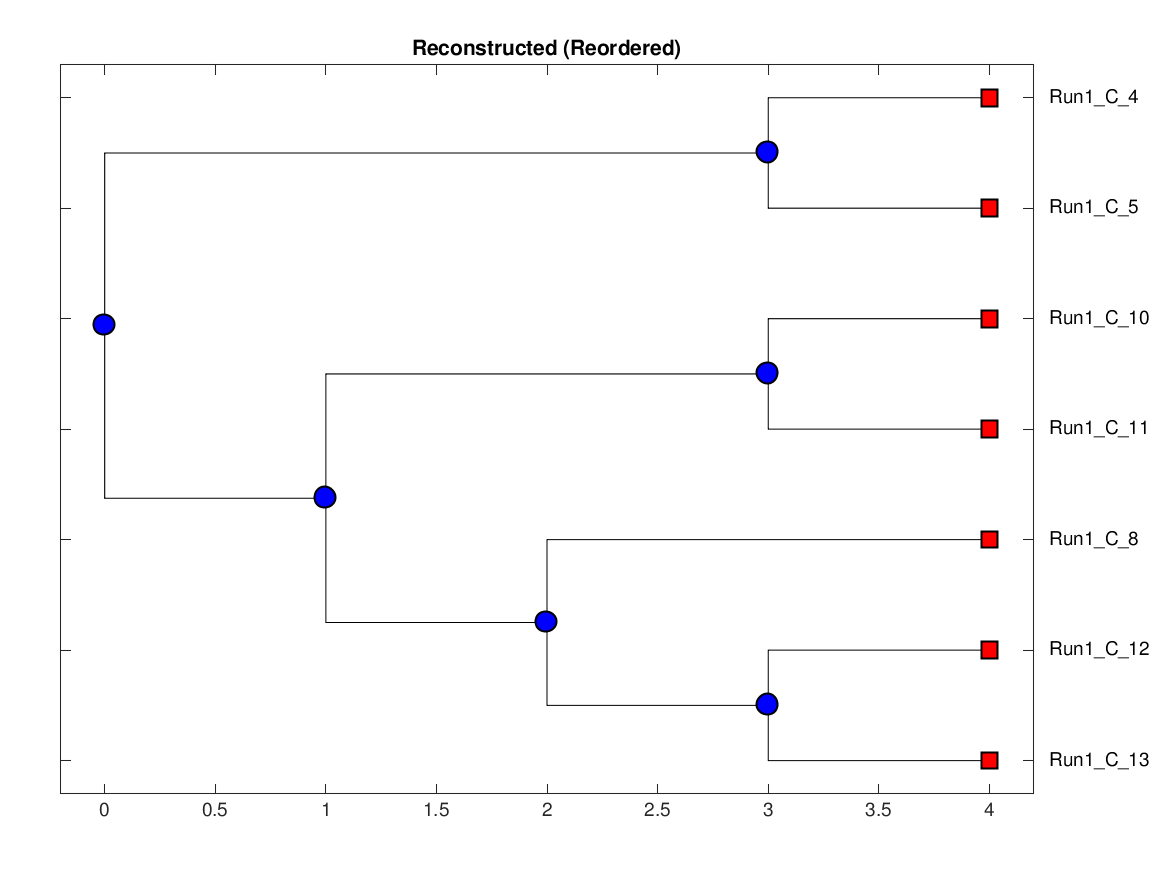 Reconstructed (Reordered)
Run1_C_4
Run1_C_5
Run1_C_10
Run1_C_11
Run1_C_8
Run1_C_12
Run1_C_13
0 0.5 1 1.5 2 2.5 3 3.5 4